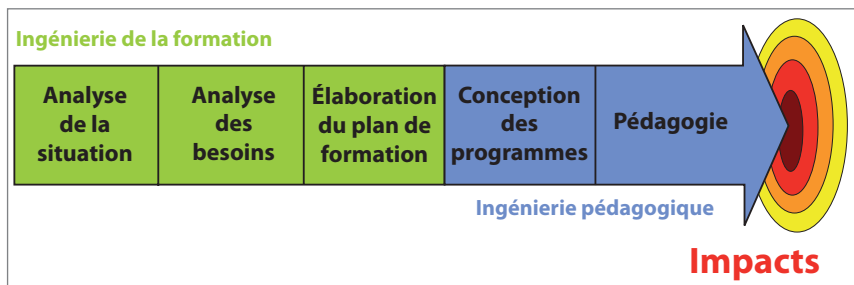 Ingénierie de la formation
Analyse
de la
situation
Analyse
des
besoins
Élaboration
du plan de
formation
Conception
des
programmes
Pédagogie
Ingénierie pédagogique
Impacts